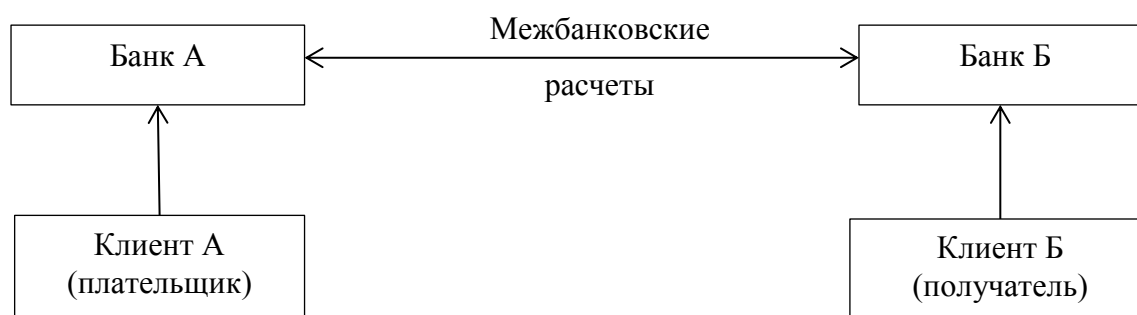 Межбанковские
Банк А
Банк Б
расчеты
Клиент А
(плательщик)
Клиент Б
(получатель)